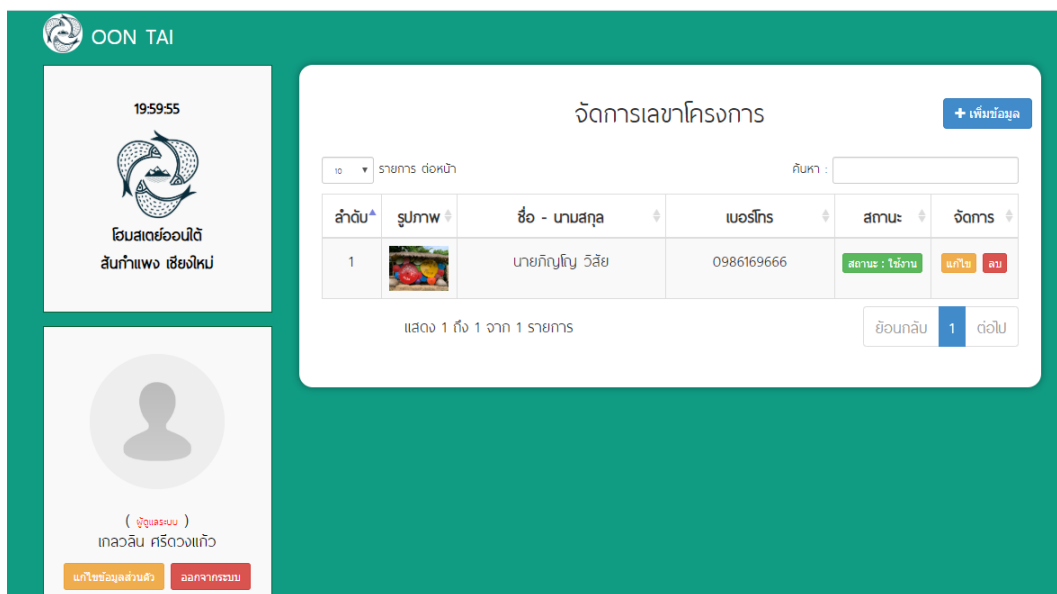 OON TAI
19:59:55
โฮมสเตย์ออนใต้
สันกำแพง เชียงใหม่
( ผู้ดูแลระบบ )
เกลวลิน ศรีดวงแก้ว
แก้ไขข้อมูลส่วนตัว ออกจากระบบ
จัดการเลขาโครงการ
+ เพิ่มข้อมูล
10 รายการ ต่อหน้า ค้นหา :
ลำดับ รูปภาพ ชื่อ - นามสกุล เบอร์โทร สถานะ จัดการ
1 นายภิญโญ วิสัย 0986169666 สถานะ : ใช้งาน แก้ไข ลบ
แสดง 1 ถึง 1 จาก 1 รายการ ย้อนกลับ 1 ต่อไป